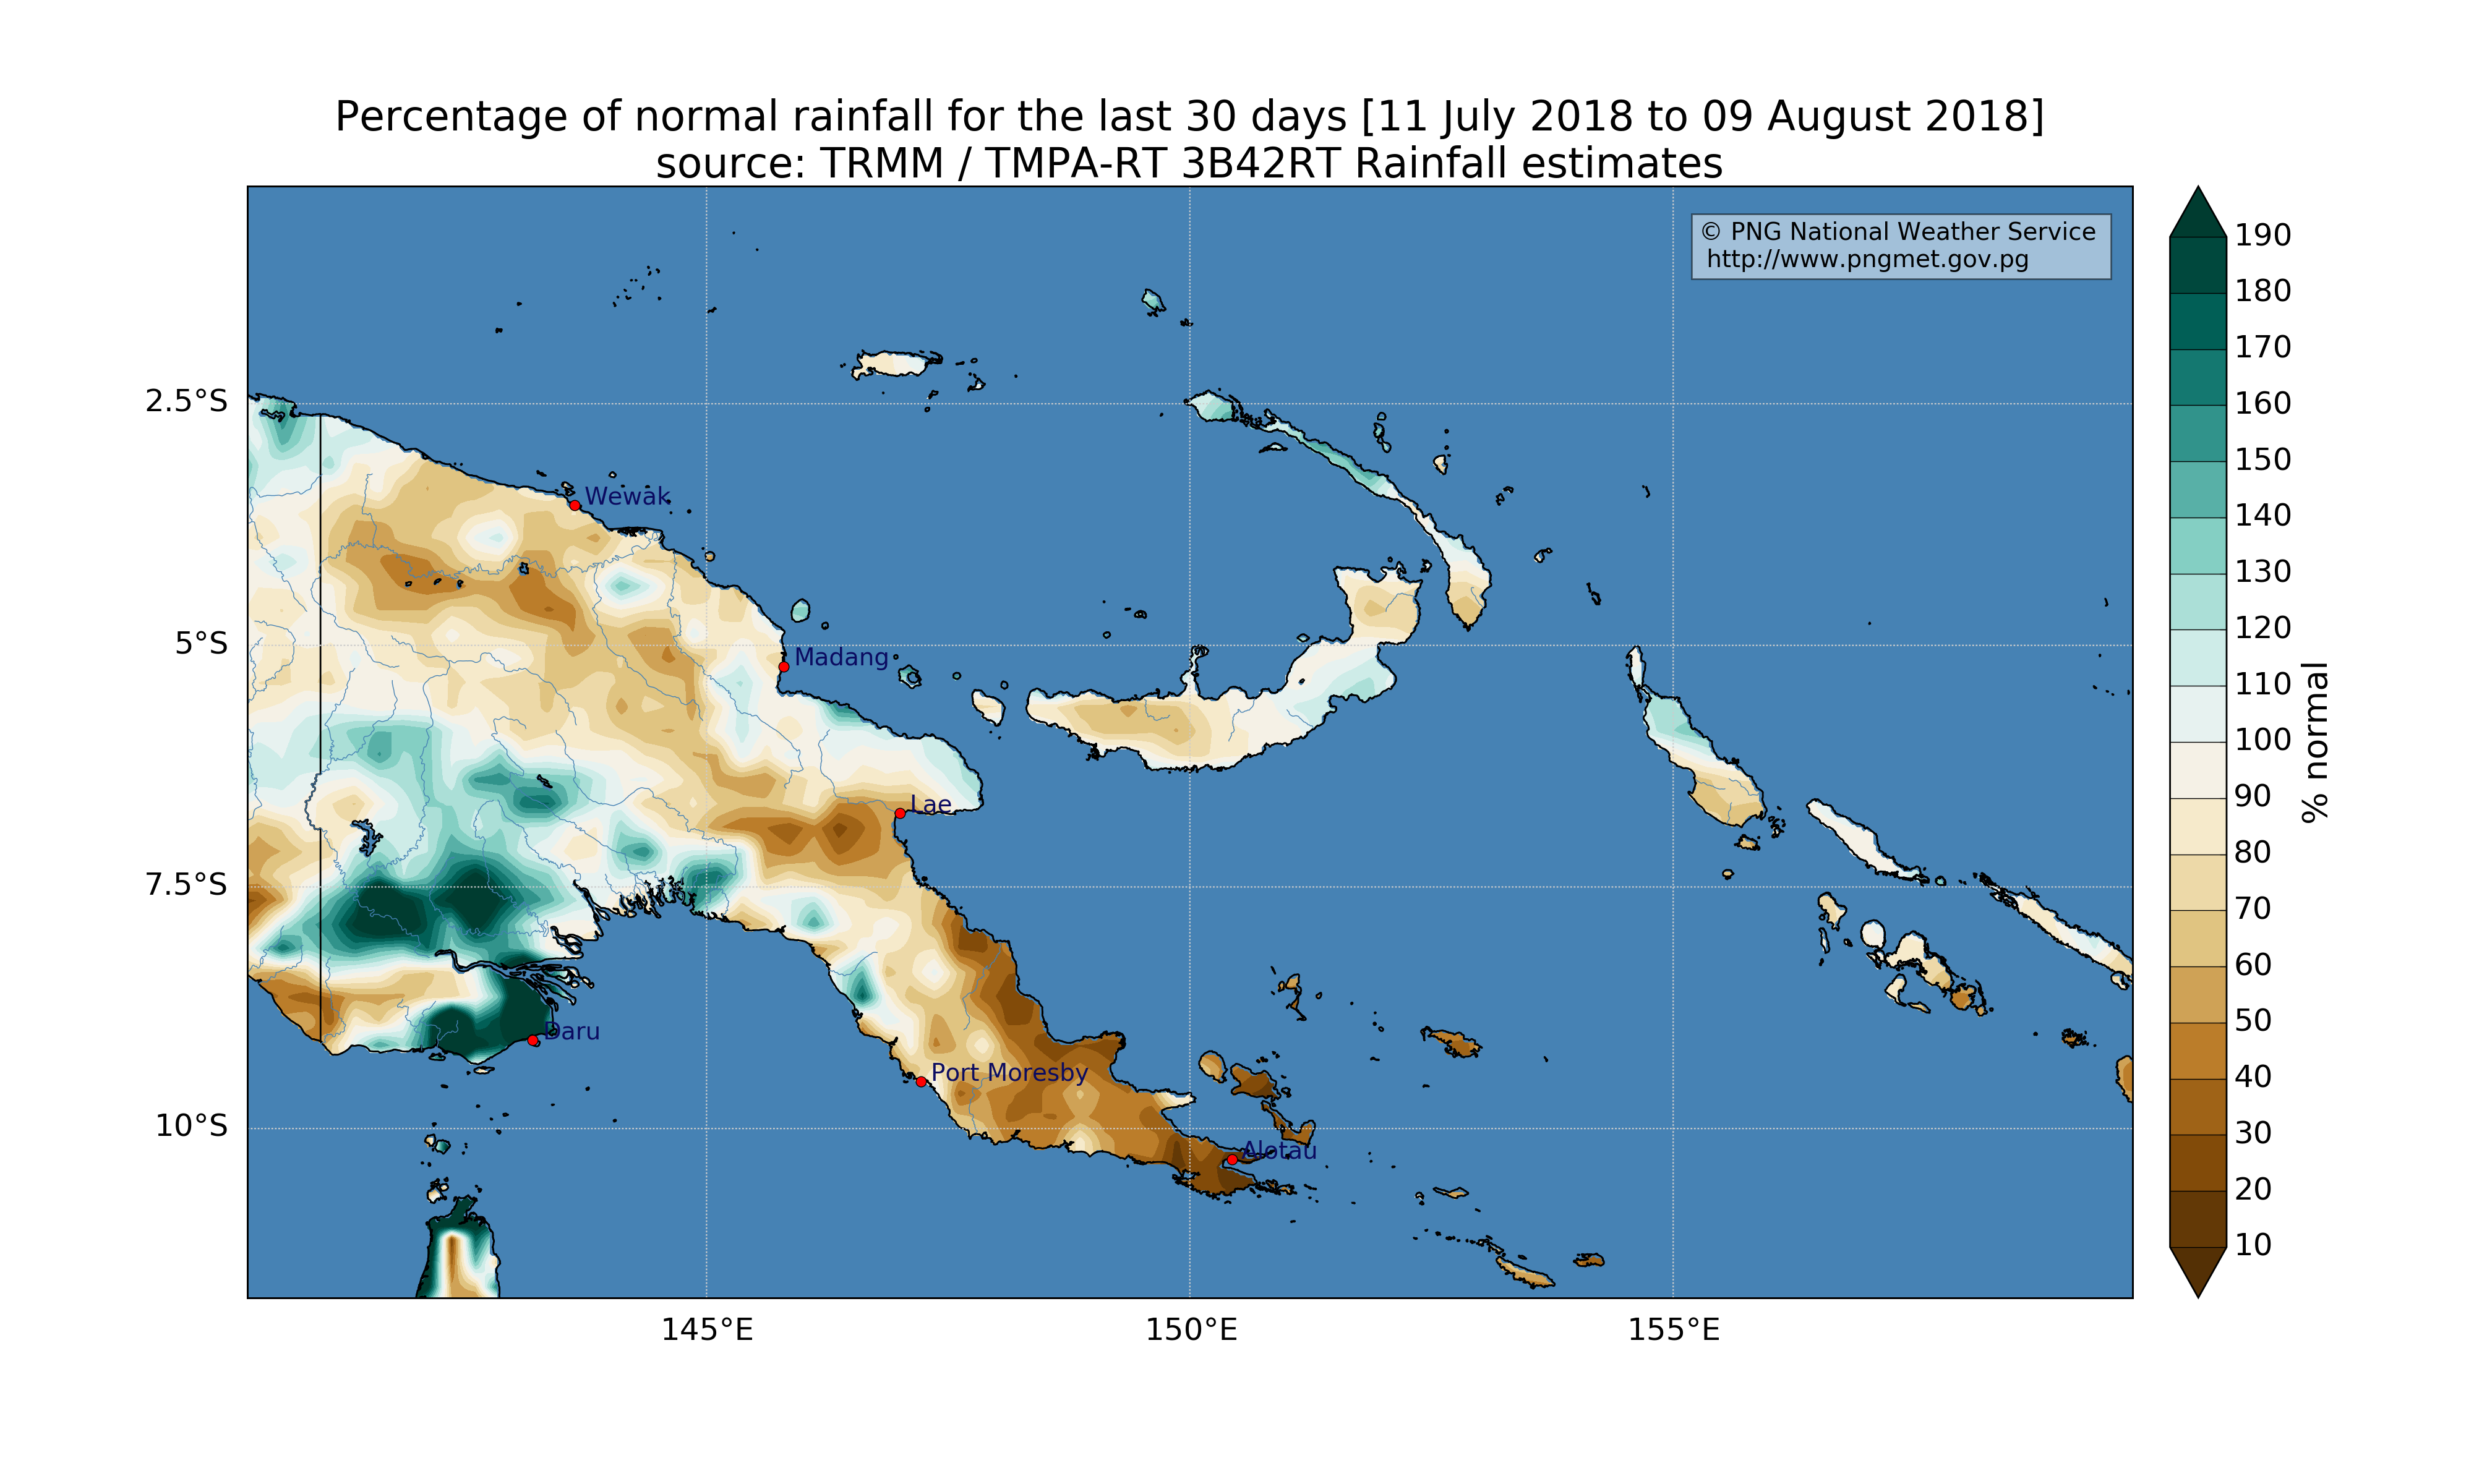 Percentage of normal rainfall for the last 30 days [11 July 2018 to 09 August 2018]
source: TRMM / TMPA-RT 3B42RT Rainfall estimates
© PNG National Weather Service
http://www.pngmet.gov.pg
2.5°S
5°S
7.5°S
10°S
Wewak
Madang
Lae
Daru
Port Moresby
Alotau
145°E
150°E
155°E
190
180
170
160
150
140
130
120
110
100
90
80
70
60
50
40
30
20
10
% normal